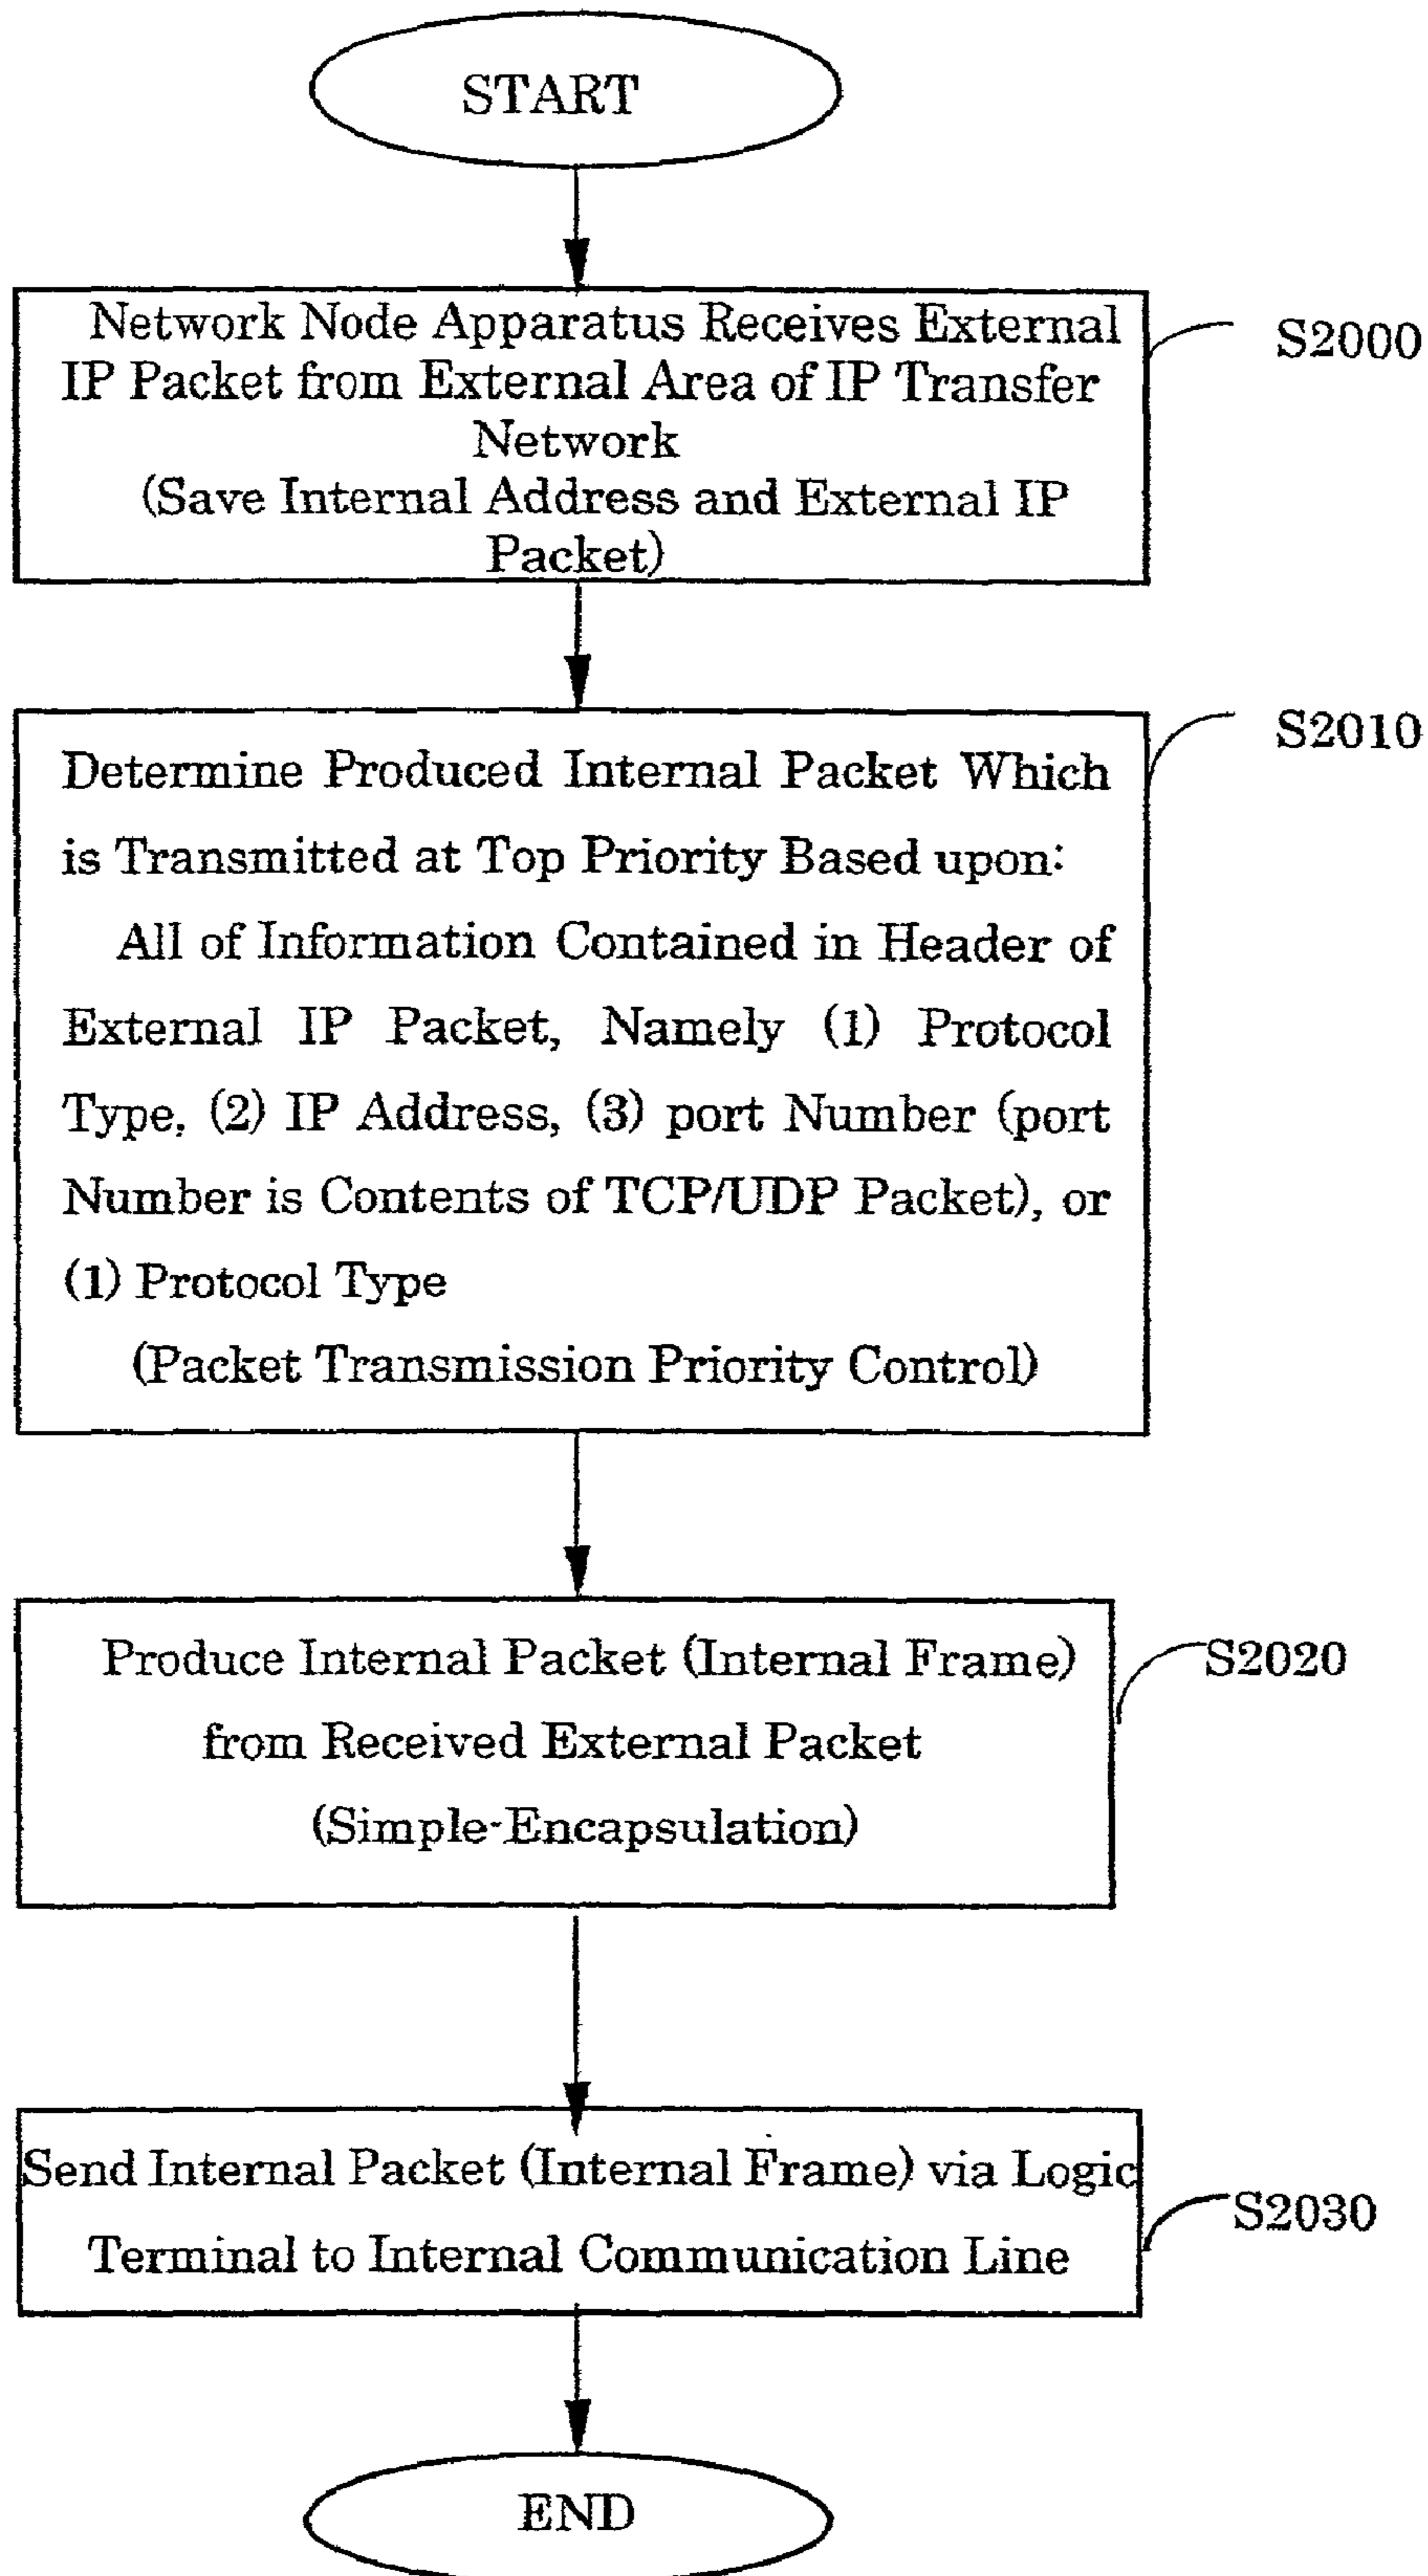 START
Network Node Apparatus Receives External
IP Packet from External Area of IP Transfer
Network
(Save Internal Address and External IP
Packet)
S2000
Determine Produced Internal Packet Which
is Transmitted at Top Priority Based upon:
All of Information Contained in Header of
External IP Packet, Namely (1) Protocol
Type, (2) IP Address, (3) port Number (port
Number is Contents of TCP/UDP Packet), or
(1) Protocol Type
(Packet Transmission Priority Control)
S2010
Produce Internal Packet (Internal Frame)
from Received External Packet
(Simple-Encapsulation)
S2020
Send Internal Packet (Internal Frame) via Logic
Terminal to Internal Communication Line
S2030
END